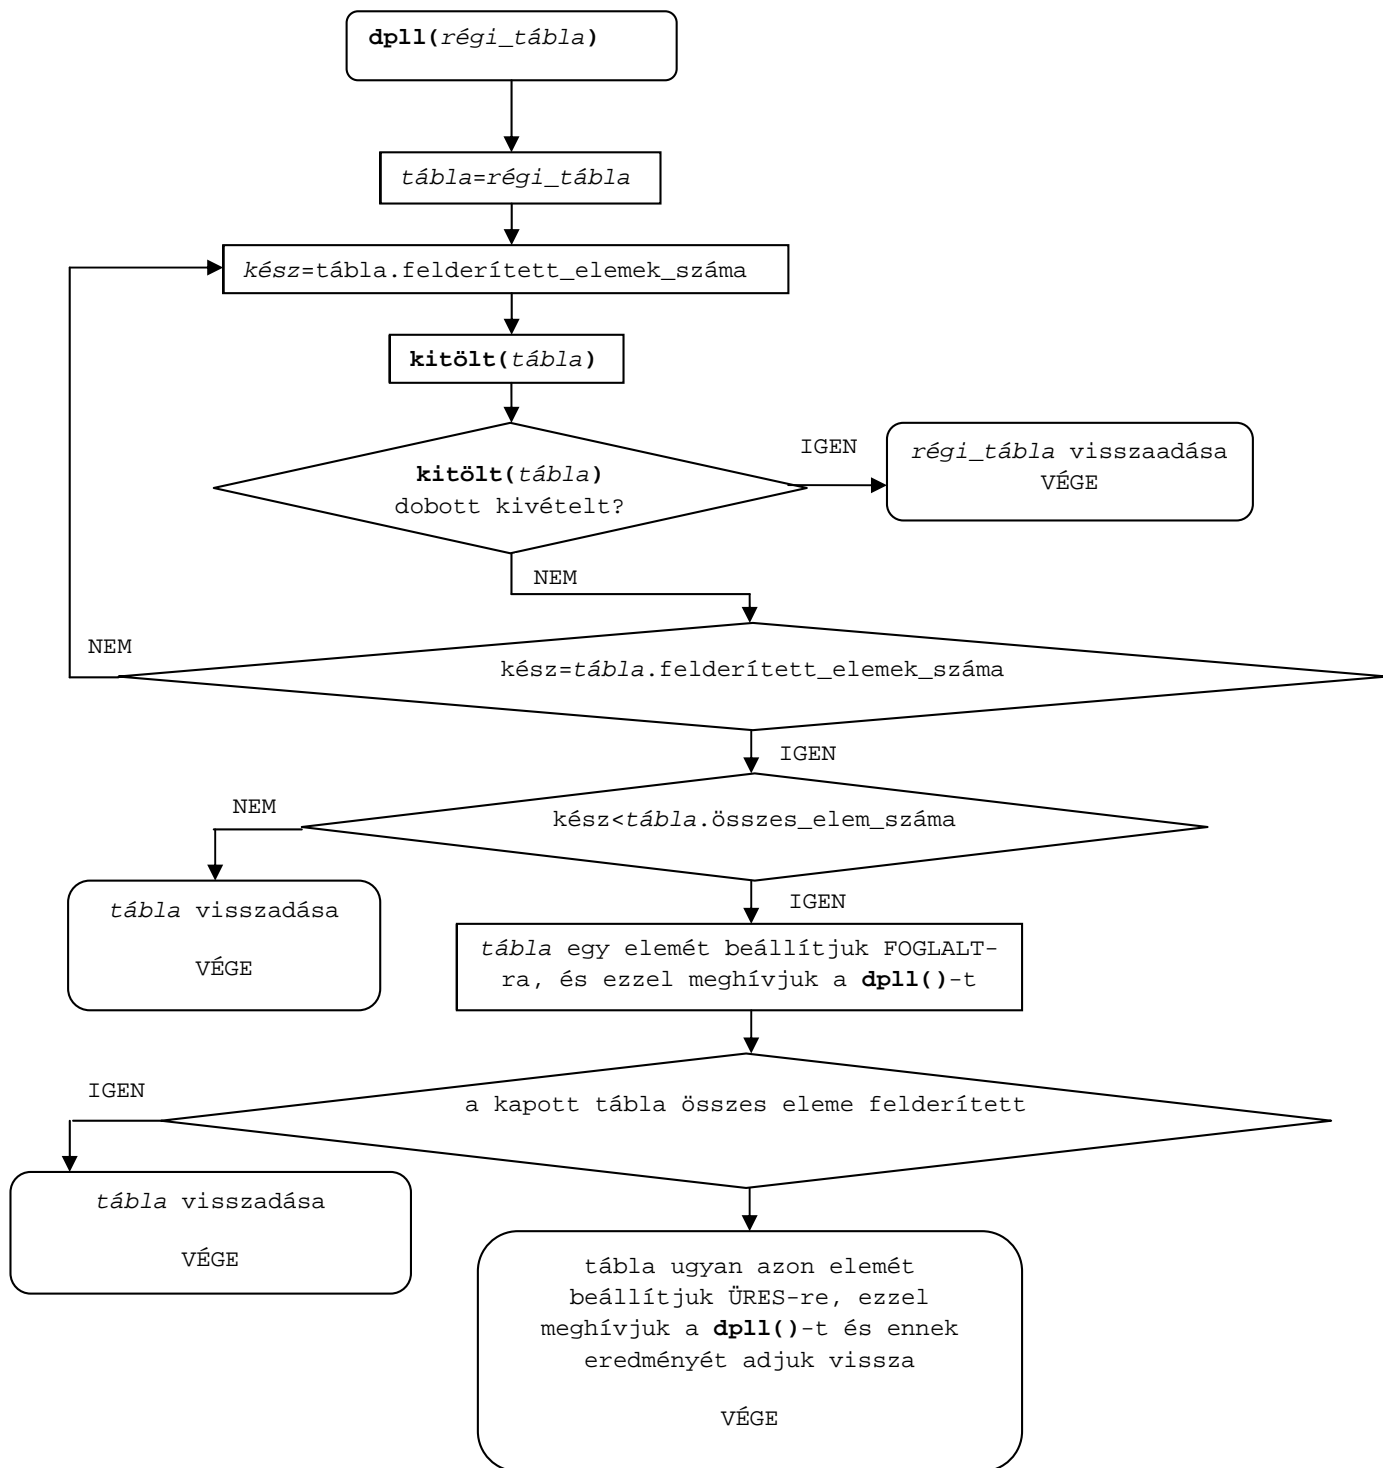 dpll(régi_tábla)
tábla=régi_tábla
kész=tábla.felderített_elemek_száma
kitölt(tábla)
kitölt(tábla)
dobott kivételt?
IGEN
régi_tábla visszaadása
VÉGE
NEM
NEM
kész=tábla.felderített_elemek_száma
IGEN
NEM
kész<tábla.összes_elem_száma
tábla visszadása
VÉGE
IGEN
tábla egy elemét beállítjuk FOGLALT-
ra, és ezzel meghívjuk a dpll()-t
IGEN
a kapott tábla összes eleme felderített
tábla visszadása
VÉGE
tábla ugyan azon elemét
beállítjuk ÜRES-re, ezzel
meghívjuk a dpll()-t és ennek
eredményét adjuk vissza
VÉGE